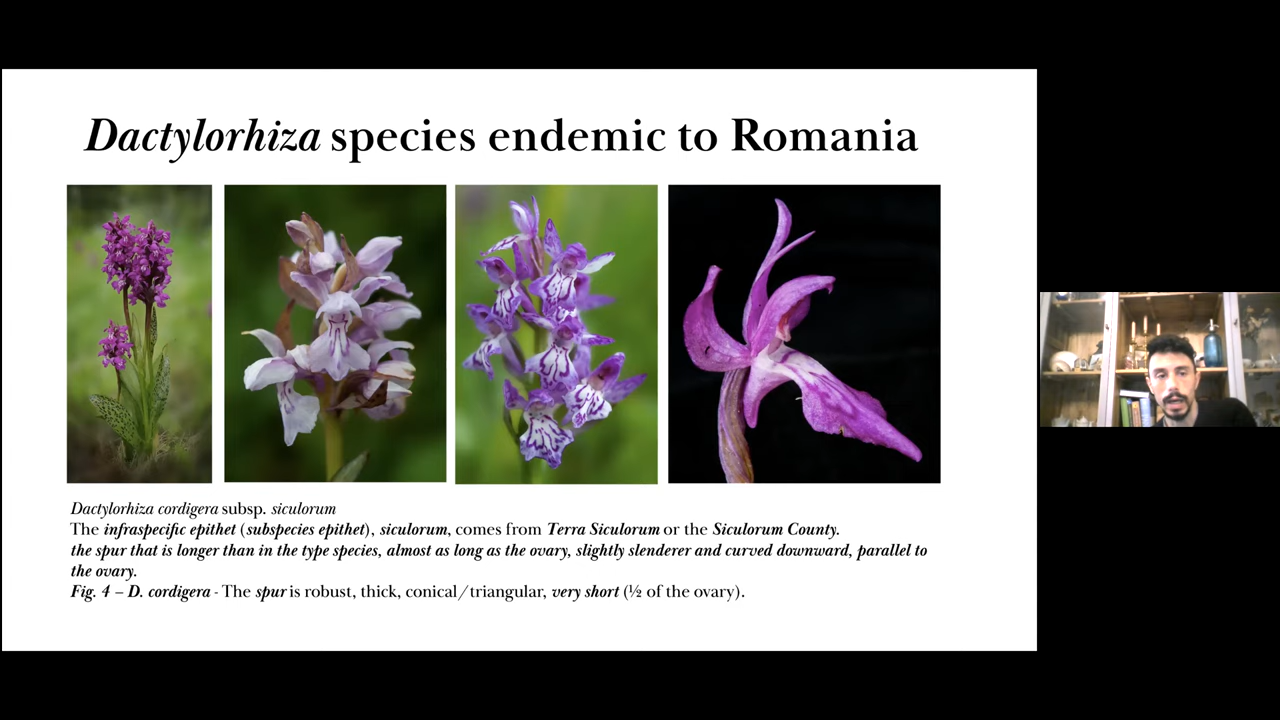 Dactylorhiza species endemic to Romania
Dactylorhiza cordigera subsp. siculorum
The infraspecific epithet (subspecies epithet), siculorum, comes from Terra Siculorum or the Siculorum County.
the spur that is longer than in the type species, almost as long as the ovary, slightly slenderer and curved downward, parallel to
the ovary.
Fig. 4 – D. cordigera - The spur is robust, thick, conical/triangular, very short (½ of the ovary).